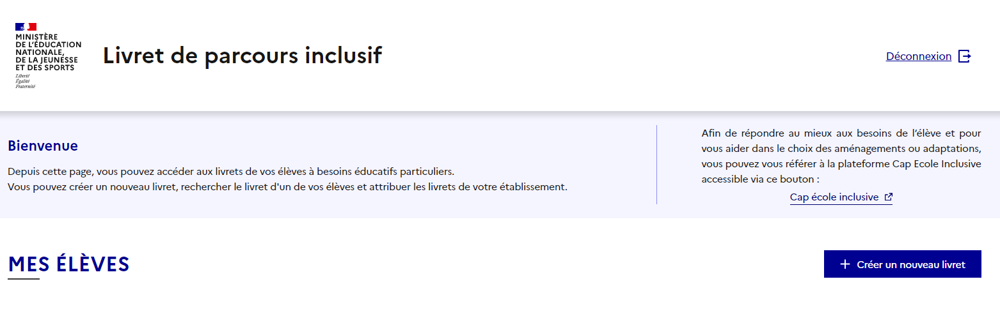 MINISTÈRE
DE L'ÉDUCATION
NATIONALE,
DE LA JEUNESSE
ET DES SPORTS
Liberté
Égalité
Fraternité
Livret de parcours inclusif
Déconnexion
Bienvenue
Depuis cette page, vous pouvez accéder aux livrets de vos élèves à besoins éducatifs particuliers.
Vous pouvez créer un nouveau livret, rechercher le livret d'un de vos élèves et attribuer les livrets de votre établissement.
Afin de répondre au mieux aux besoins de l’élève et pour
vous aider dans le choix des aménagements ou adaptations,
vous pouvez vous référer à la plateforme Cap Ecole Inclusive
accessible via ce bouton :
Cap école inclusive
MES ÉLÈVES
Créer un nouveau livret